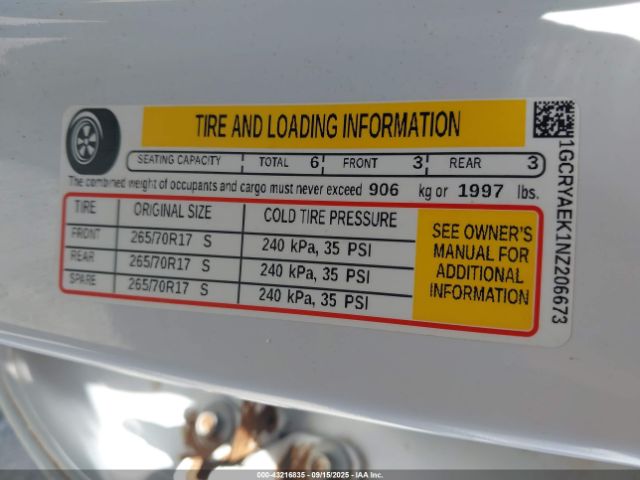 TIRE AND LOADING INFORMATION
SEATING CAPACITY TOTAL 6 FRONT 3 REAR 3
The combined weight of occupants and cargo must never exceed 906 kg or 1997 lbs.
TIRE ORIGINAL SIZE COLD TIRE PRESSURE
FRONT 265/70R17 S 240 kPa, 35 PSI
REAR 265/70R17 S 240 kPa, 35 PSI
SPARE 265/70R17 S 240 kPa, 35 PSI
SEE OWNER'S
MANUAL FOR
ADDITIONAL
INFORMATION
1GCRYAEK1NZ206673
000-43216835 - 09/15/2025 - IAA Inc.